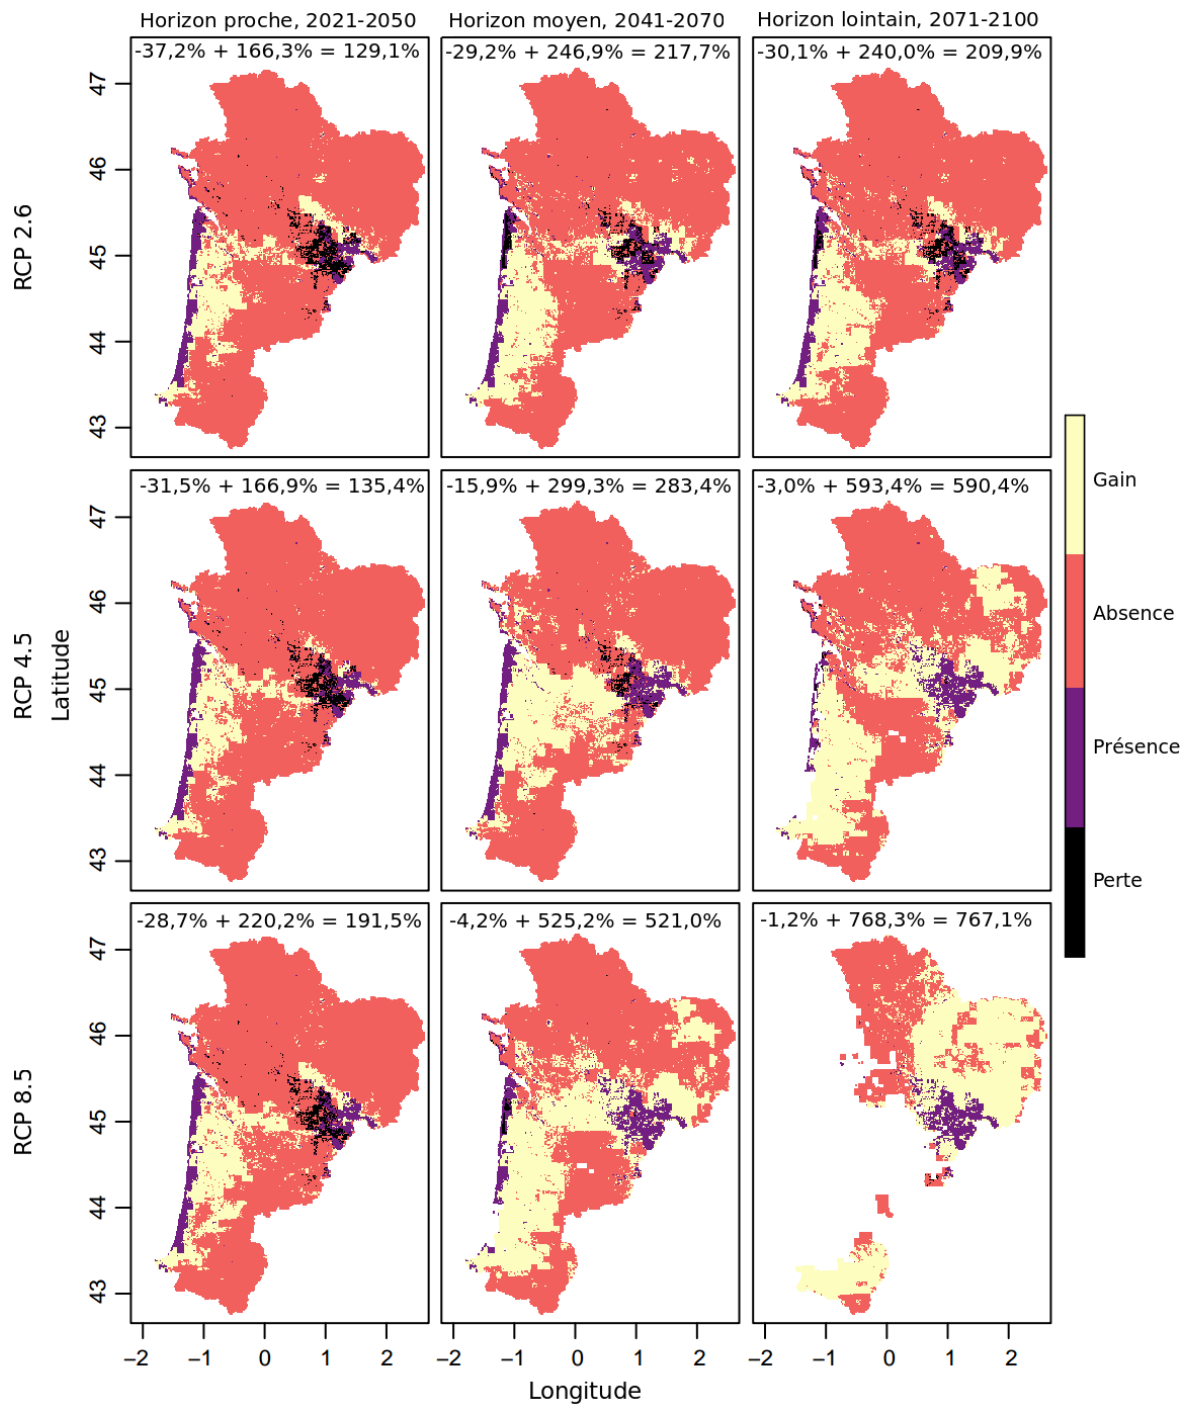 Horizon proche, 2021-2050
Horizon moyen, 2041-2070
Horizon lointain, 2071-2100
RCP 2.6
-37,2% + 166,3% = 129,1%
-29,2% + 246,9% = 217,7%
-30,1% + 240,0% = 209,9%
47
46
45
44
43
RCP 4.5
Latitude
-31,5% + 166,9% = 135,4%
-15,9% + 299,3% = 283,4%
-3,0% + 593,4% = 590,4%
47
46
45
44
43
RCP 8.5
-28,7% + 220,2% = 191,5%
-4,2% + 525,2% = 521,0%
-1,2% + 768,3% = 767,1%
47
46
45
44
43
−2 −1 0 1 2
−2 −1 0 1 2
−2 −1 0 1 2
Longitude
Gain
Absence
Présence
Perte